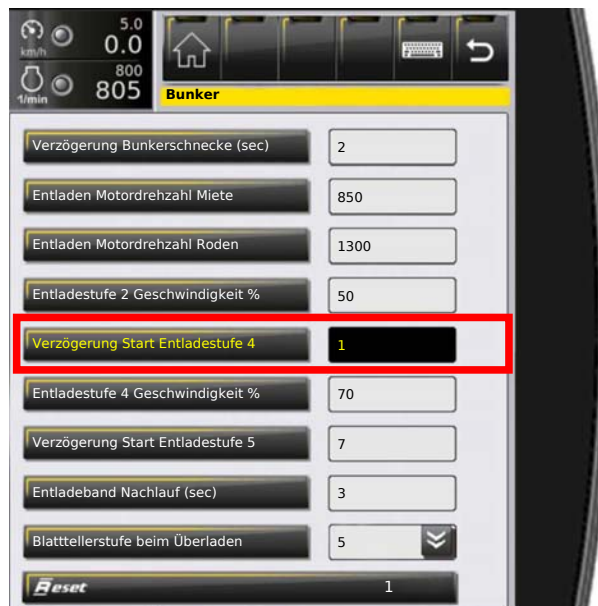 5.0
km/h 0.0
800
1/min 805
Bunker
Verzögerung Bunkerschnecke (sec) 2
Entladen Motordrehzahl Miete 850
Entladen Motordrehzahl Roden 1300
Entladestufe 2 Geschwindigkeit % 50
Verzögerung Start Entladestufe 4 1
Entladestufe 4 Geschwindigkeit % 70
Verzögerung Start Entladestufe 5 7
Entladeband Nachlauf (sec) 3
Blatttellerstufe beim Überladen 5
Reset 1